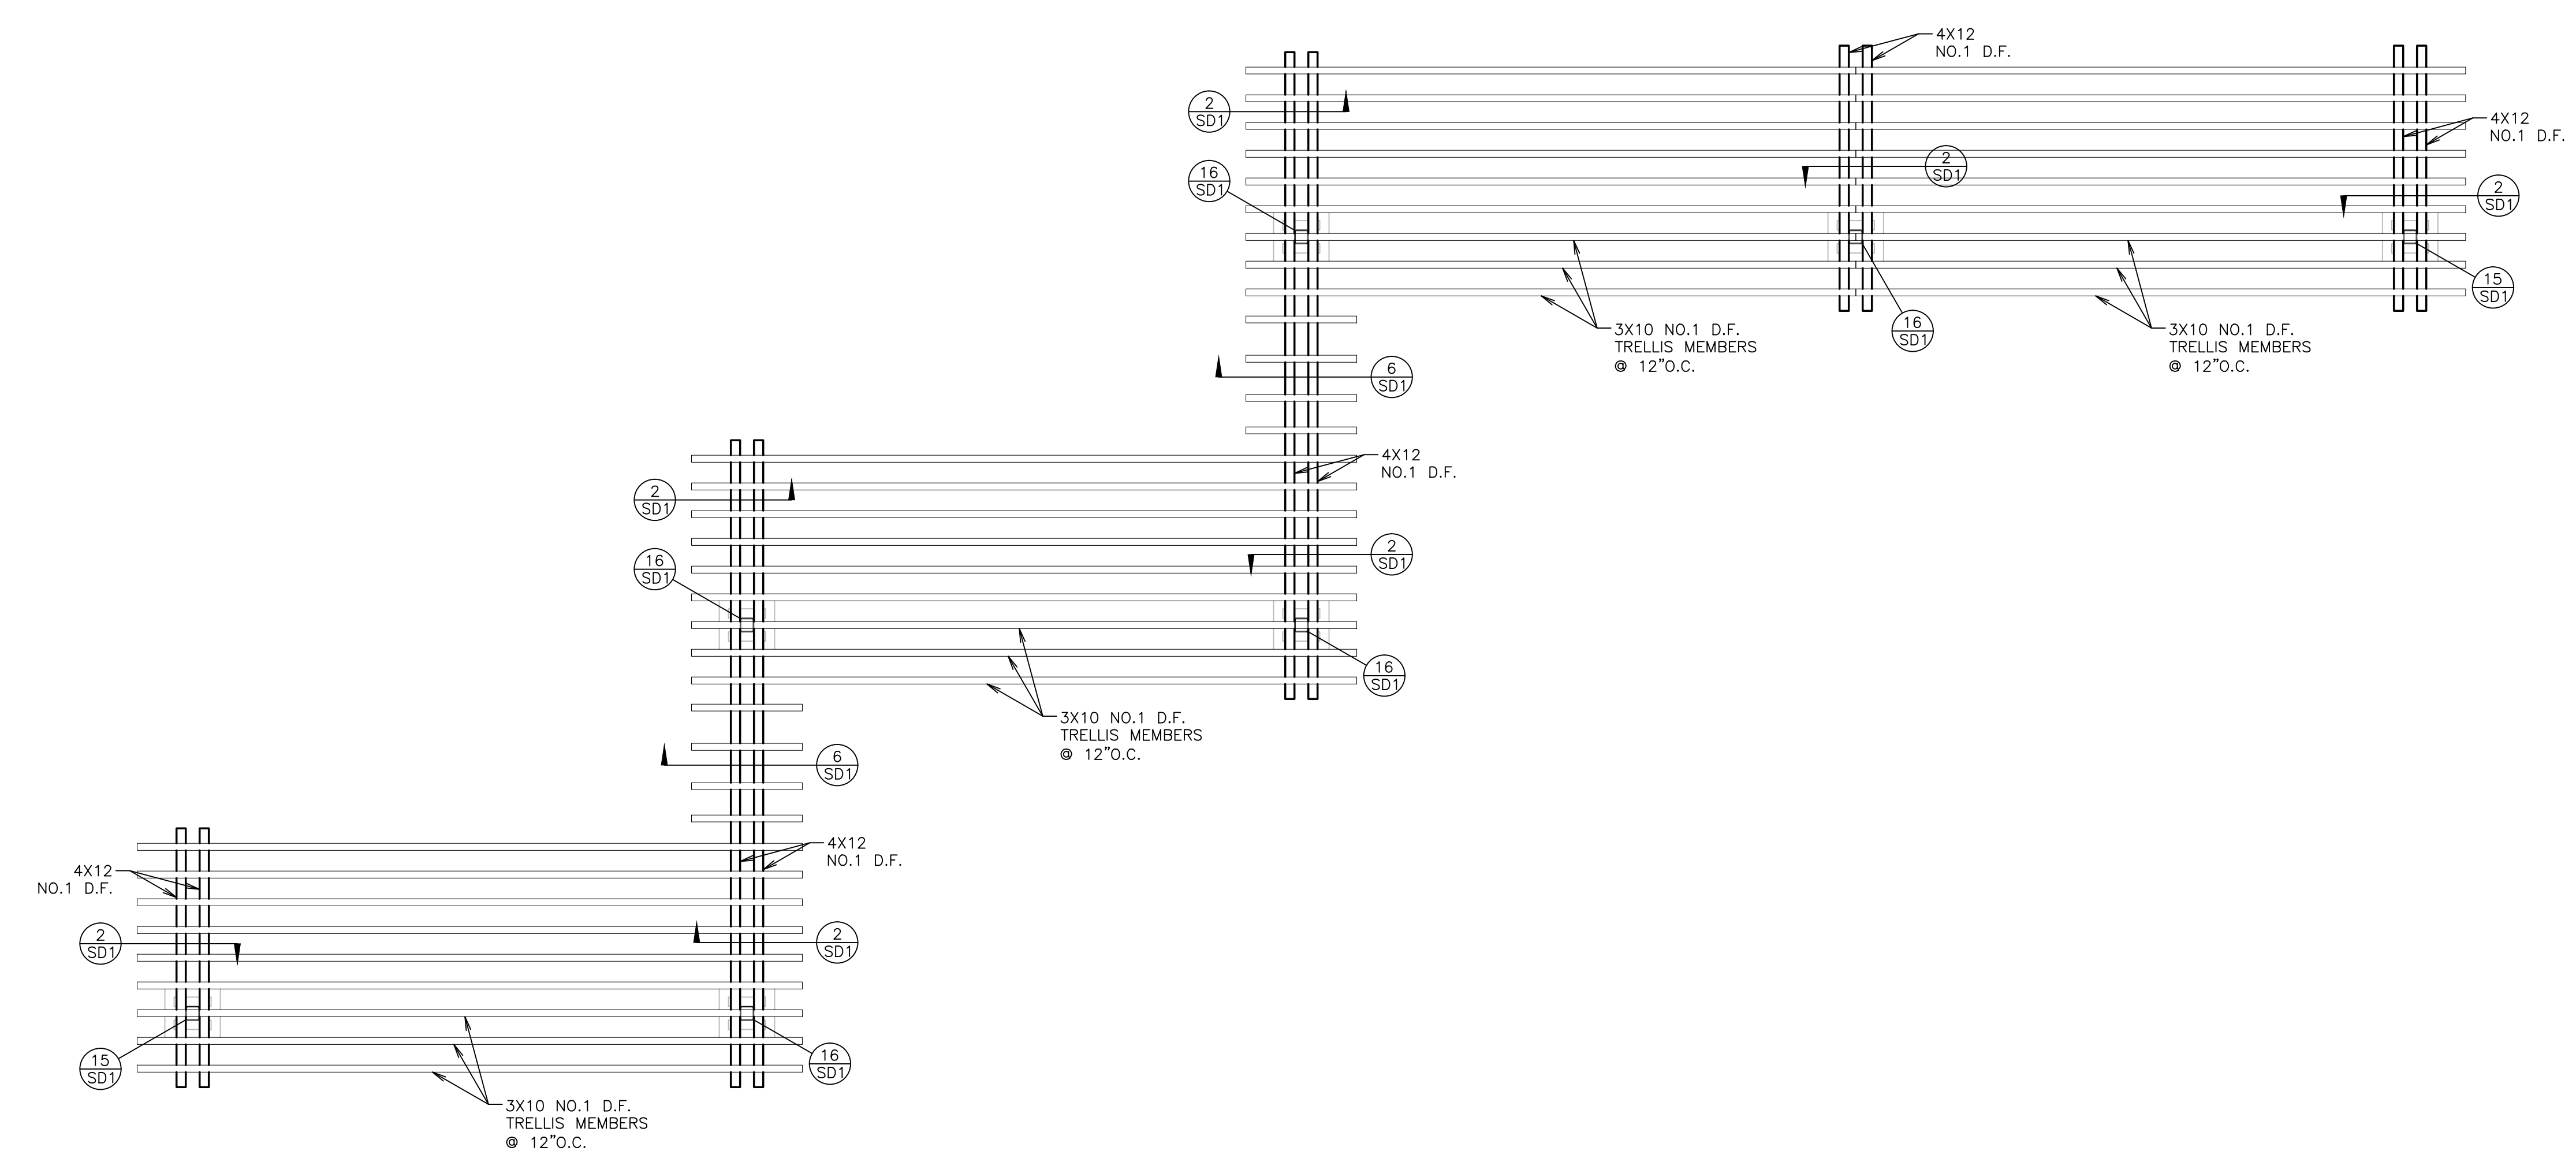 4X12
NO.1 D.F.
2
SD1
4X12
NO.1 D.F.
2
SD1
16
SD1
2
SD1
15
SD1
16
SD1
3X10 NO.1 D.F.
TRELLIS MEMBERS
@ 12"O.C.
3X10 NO.1 D.F.
TRELLIS MEMBERS
@ 12"O.C.
6
SD1
4X12
NO.1 D.F.
2
SD1
2
SD1
16
SD1
16
SD1
3X10 NO.1 D.F.
TRELLIS MEMBERS
@ 12"O.C.
6
SD1
4X12
NO.1 D.F.
4X12
NO.1 D.F.
2
SD1
2
SD1
15
SD1
16
SD1
3X10 NO.1 D.F.
TRELLIS MEMBERS
@ 12"O.C.